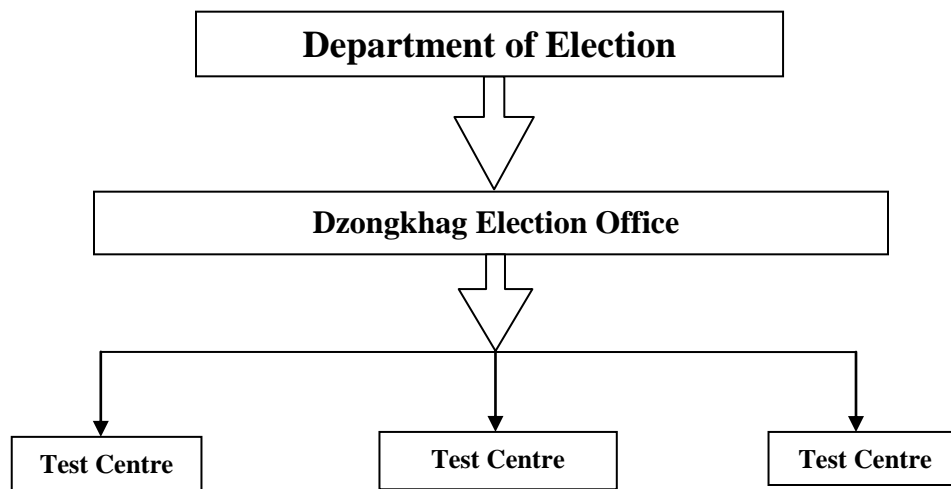 Department of Election
Dzongkhag Election Office
Test Centre
Test Centre
Test Centre